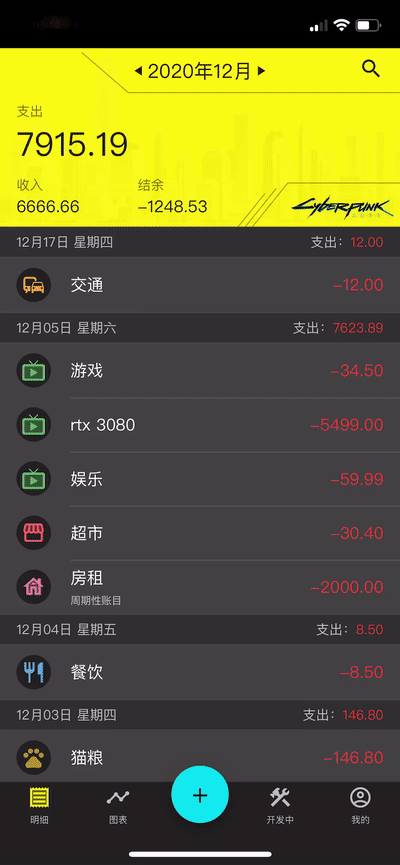 2020年12月
支出
7915.19
收入 结余
6666.66 -1248.53
CYBERPUNK
12月17日 星期四 支出：12.00
交通 -12.00
12月05日 星期六 支出：7623.89
游戏 -34.50
rtx 3080 -5499.00
娱乐 -59.99
超市 -30.40
房租 -2000.00
周期性账目
12月04日 星期五 支出：8.50
餐饮 -8.50
12月03日 星期四 支出：146.80
猫粮 -146.80
明细 图表 开发中 我的